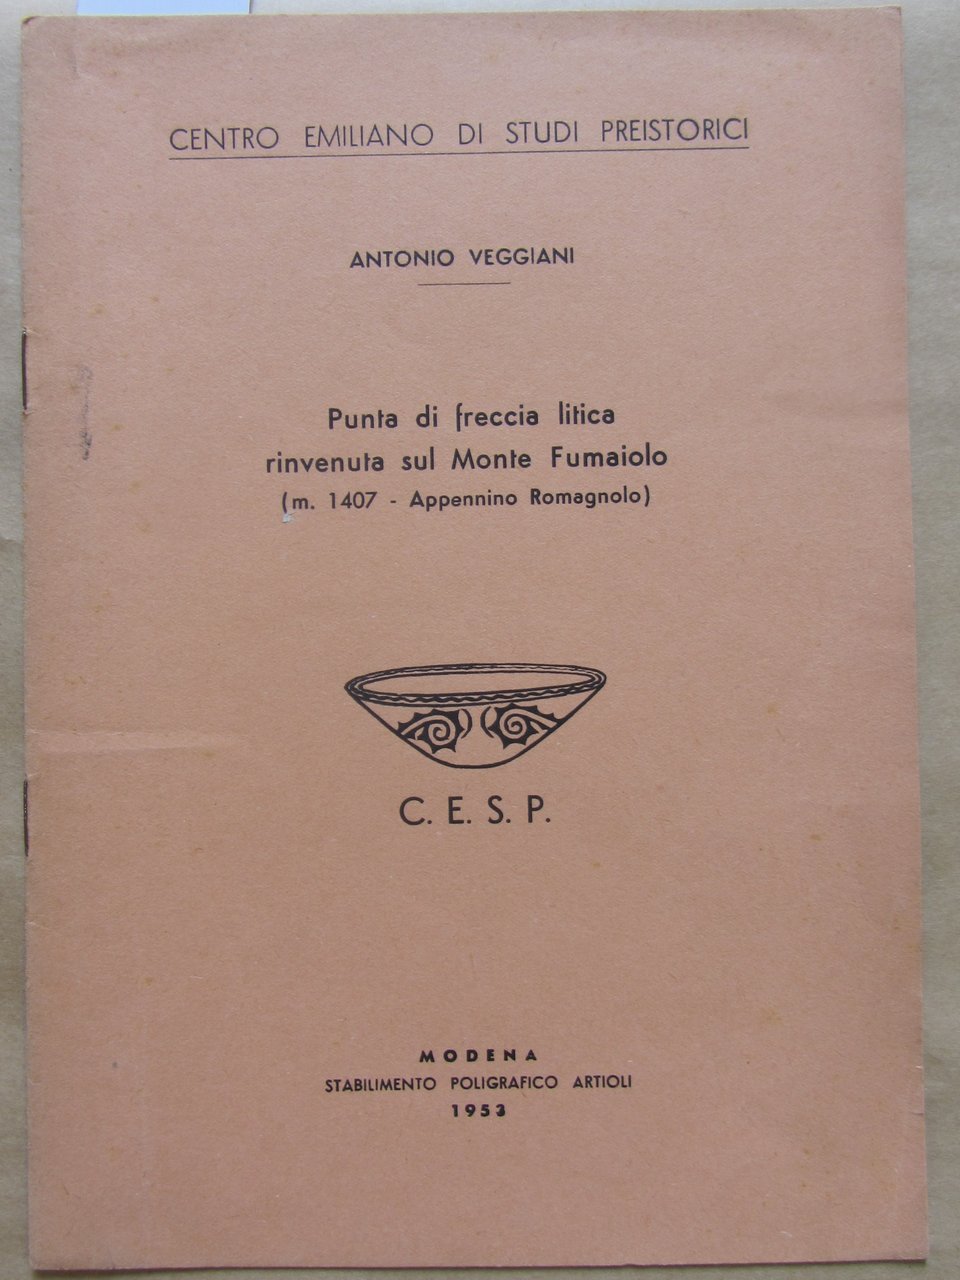 CENTRO EMILIANO DI STUDI PREISTORICI
ANTONIO VEGGIANI
Punta di freccia litica
rinvenuta sul Monte Fumaiolo
(m. 1407 - Appennino Romagnolo)
C. E. S. P.
MODENA
STABILIMENTO POLIGRAFICO ARTIOLI
1953